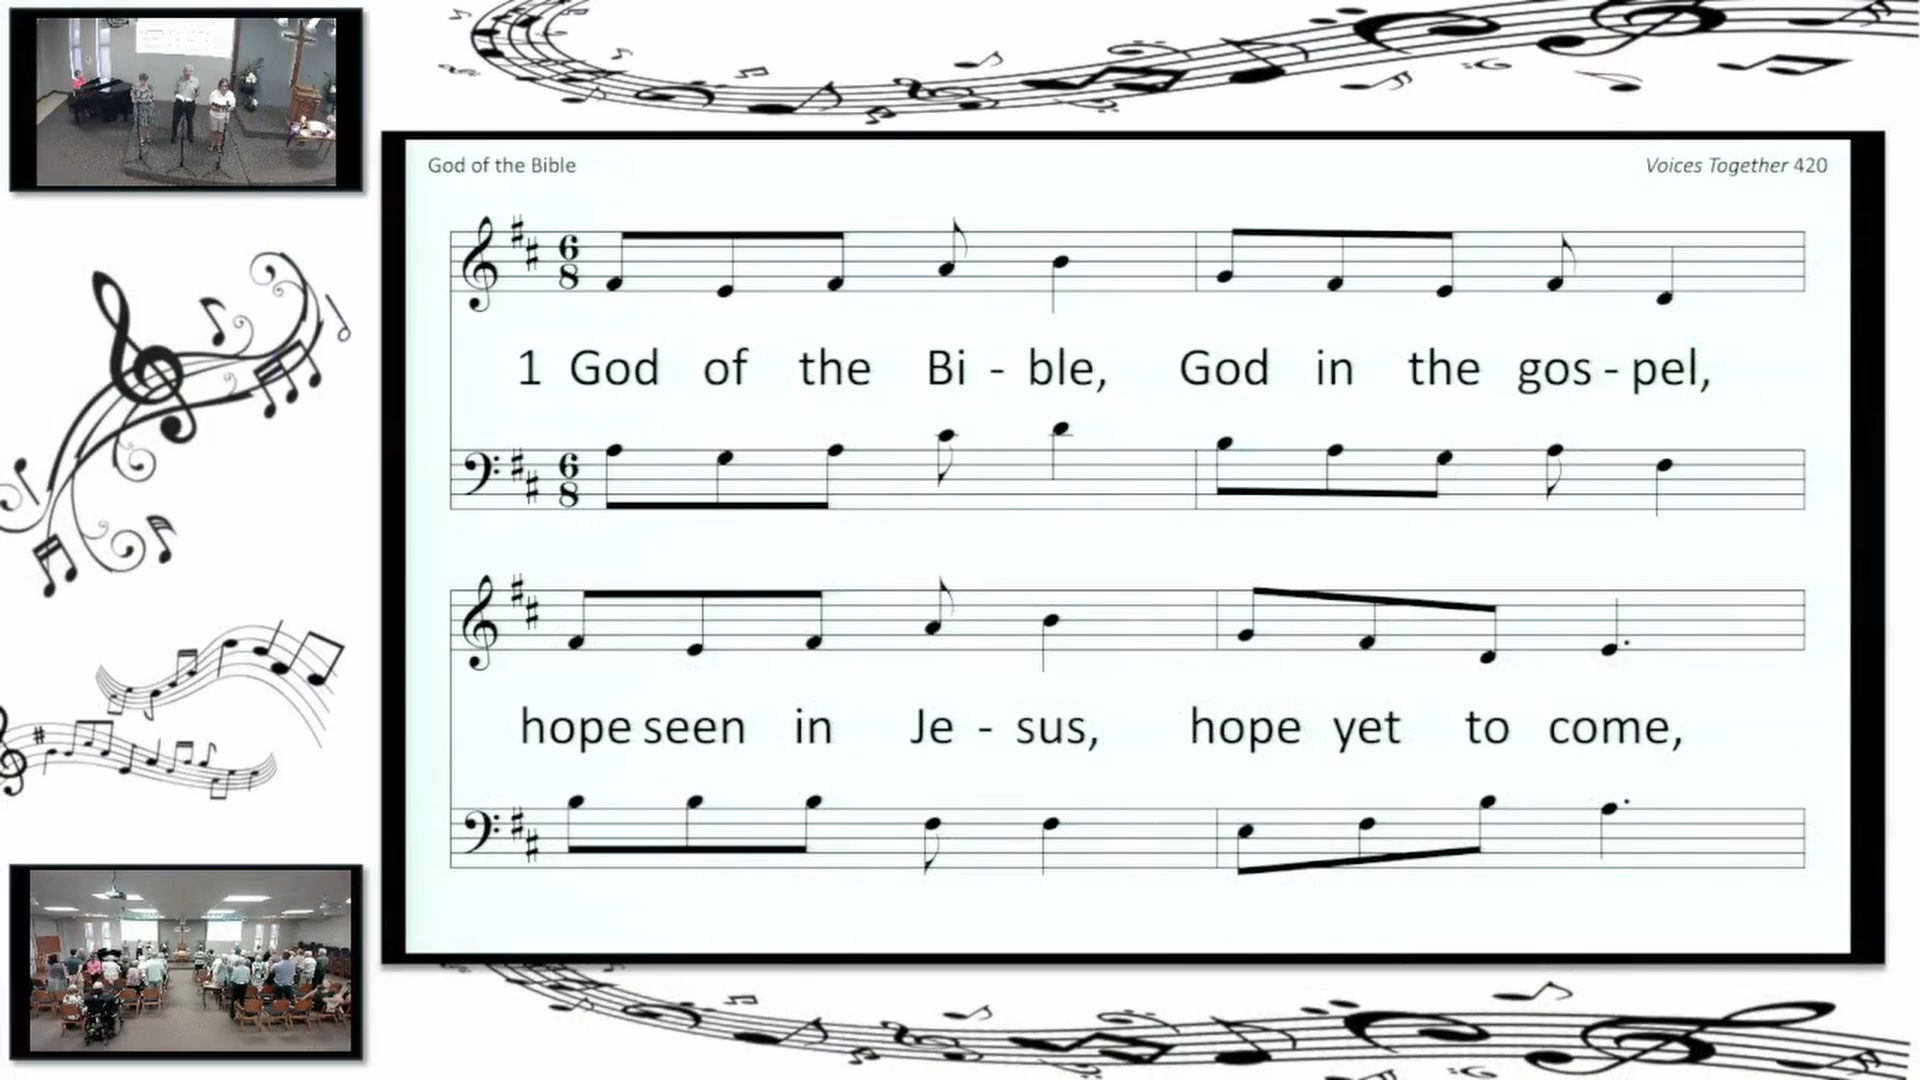 God of the Bible
Voices Together 420
1 God of the Bi - ble, God in the gos - pel,
hope seen in Je - sus, hope yet to come,